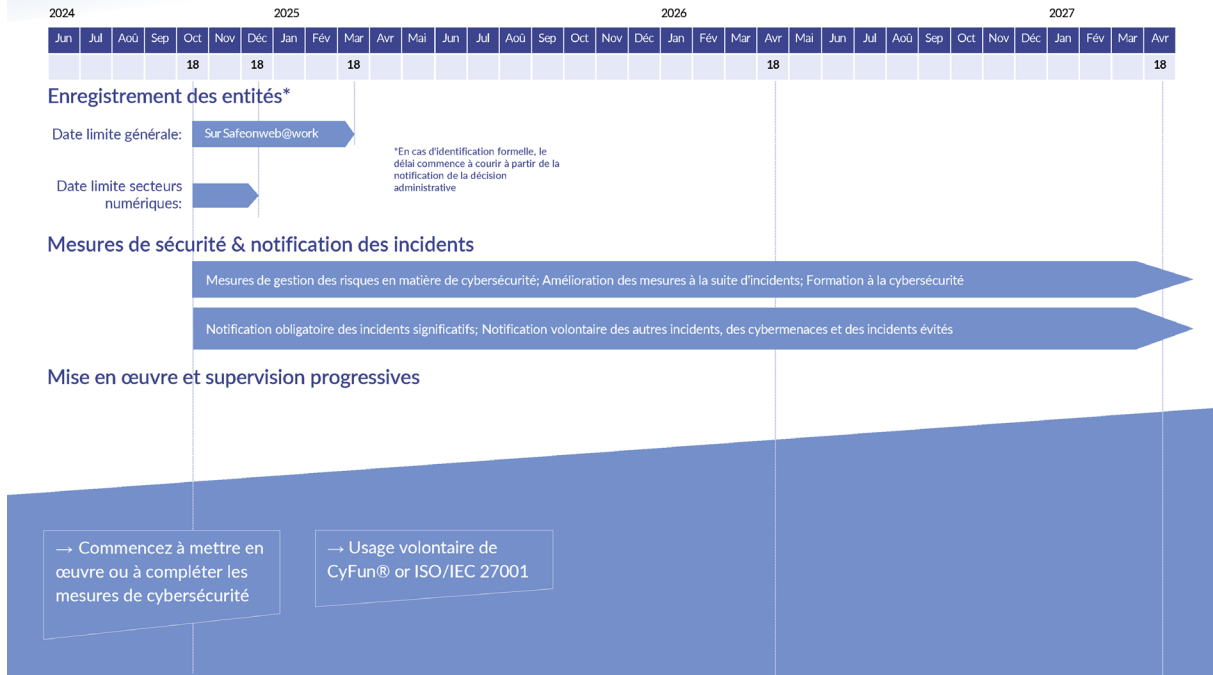 2024 2025 2026 2027
Jun Jul Aoû Sep Oct Nov Déc Jan Fév Mar Avr Mai Jun Jul Aoû Sep Oct Nov Déc Jan Fév Mar Avr Mai Jun Jul Aoû Sep Oct Nov Déc Jan Fév Mar Avr
18 18 18 18 18
Enregistrement des entités*
Date limite générale:
Sur Safeonweb@work
*En cas d'identification formelle, le
délai commence à courir à partir de la
notification de la décision
administrative
Date limite secteurs
numériques:
Mesures de sécurité & notification des incidents
Mesures de gestion des risques en matière de cybersécurité; Amélioration des mesures à la suite d'incidents; Formation à la cybersécurité
Notification obligatoire des incidents significatifs; Notification volontaire des autres incidents, des cybermenaces et des incidents évités
Mise en œuvre et supervision progressives
→ Commencez à mettre en
œuvre ou à compléter les
mesures de cybersécurité
→ Usage volontaire de
CyFun® or ISO/IEC 27001